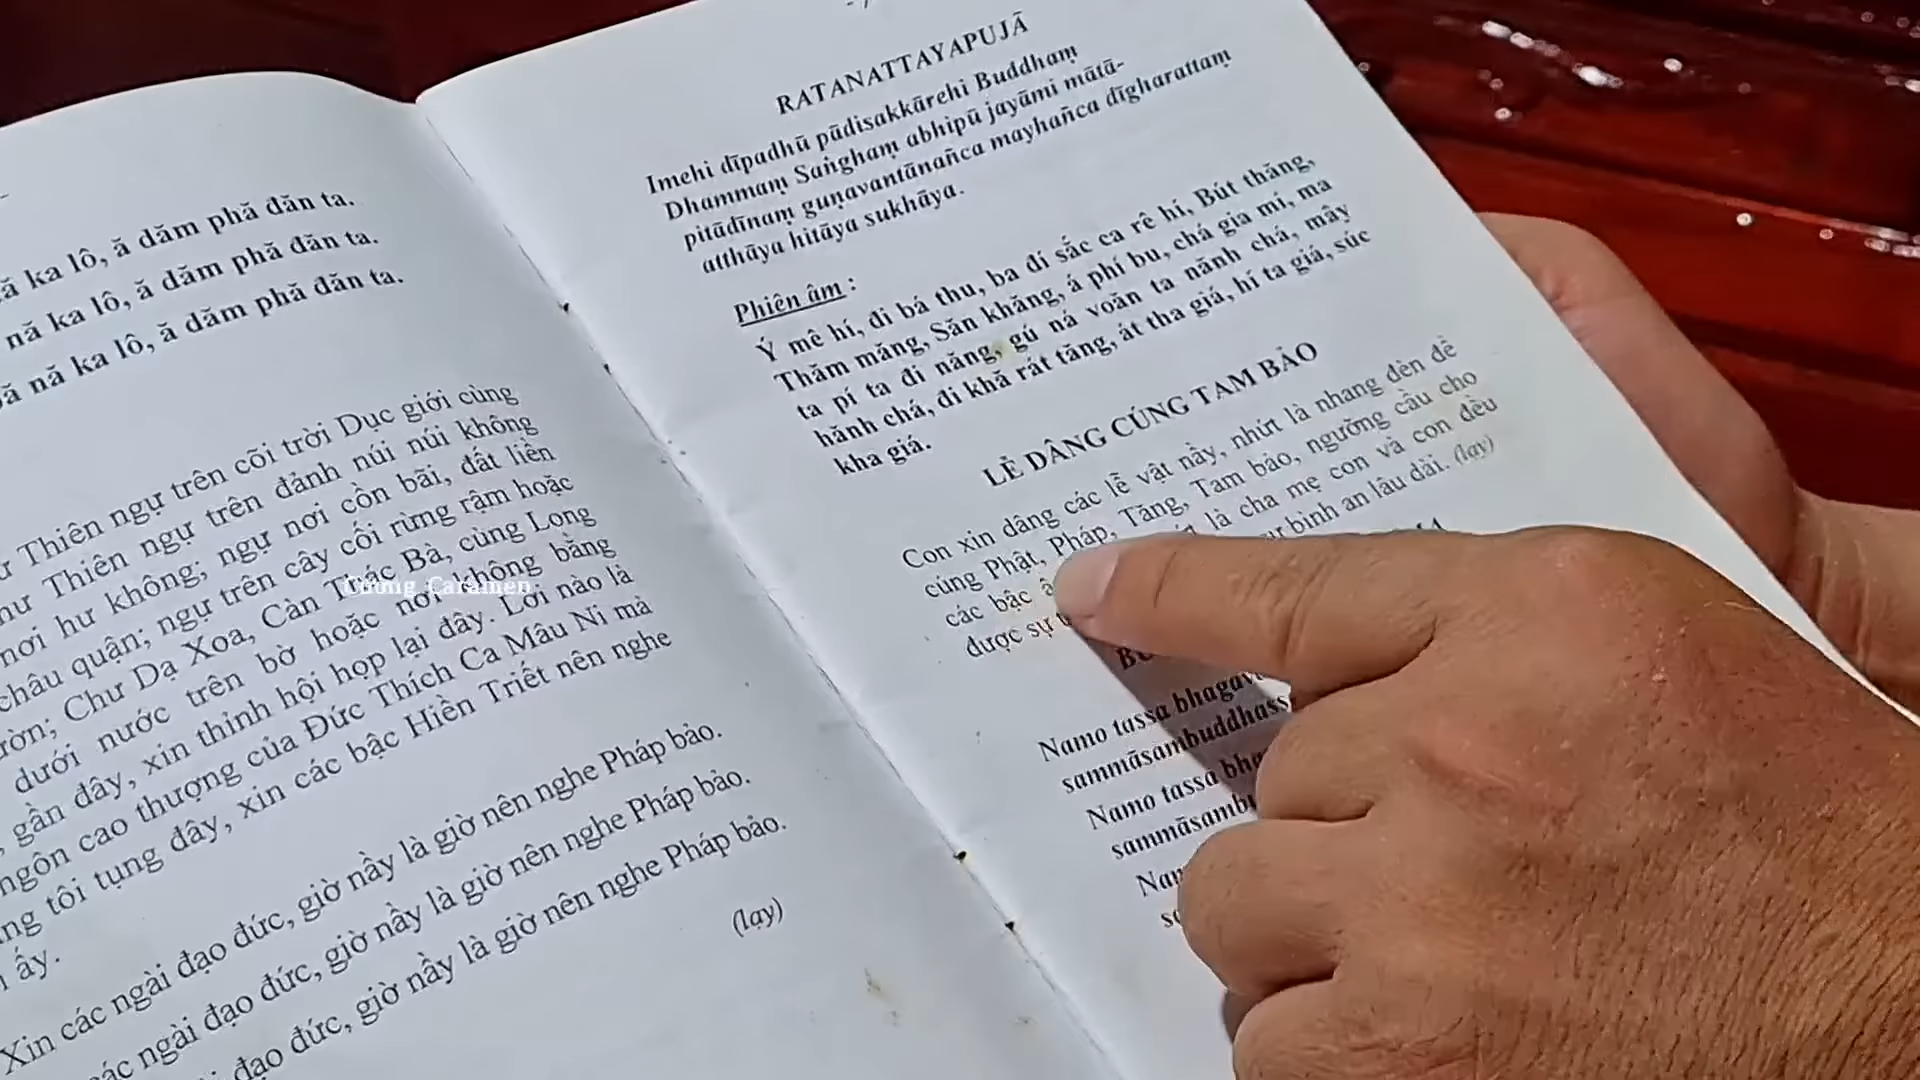 ă ka lô, ă dăm phă đăn ta.
nă ka lô, ă dăm phă đăn ta.
nă ka lô, ă dăm phă đăn ta.
Thiên ngự trên cõi trời Dục giới cùng
Thiên ngự trên đảnh núi núi không
nơi hư không; ngự nơi cồn bãi, đất liền
châu quận; ngự trên cây cối rừng rậm hoặc
Chư Dạ Xoa, Càn Thác Bà, cùng Long
dưới nước trên bờ hoặc nơi không bằng
gần đây, xin thỉnh hội họp lại đây. Lời nào là
ngôn cao thượng của Đức Thích Ca Mâu Ni mà
tôi tụng đây, xin các bậc Hiền Triết nên nghe
ấy.
Xin các ngài đạo đức, giờ nầy là giờ nên nghe Pháp bảo.
các ngài đạo đức, giờ nầy là giờ nên nghe Pháp bảo.
đạo đức, giờ nầy là giờ nên nghe Pháp bảo.
(lạy)
Cương Caramen
RATANATTAYAPUJĀ
Imehi dīpadhū pādisakkārehi Buddhaṃ
Dhammaṃ Saṅghaṃ abhipū jayāmi mātā-
pitādīnaṃ guṇavantānañca mayhañca dīgharattaṃ
atthāya hitāya sukhāya.
Phiên âm :
Ý mê hí, đi bá thu, ba đí sắc ca rê hí, Bút thăng,
Thăm măng, Săn khăng, á phí bu, chá gia mí, ma
ta pí ta đi năng, gú ná voăn ta nănh chá, mây
hănh chá, đi khă rát tăng, át tha giá, hí ta giá, súc
kha giá.
LỄ DÂNG CÚNG TAM BẢO
Con xin dâng các lễ vật nầy, nhứt là nhang đèn để
cúng Phật, Pháp, Tăng, Tam bảo, ngưỡng cầu cho
các bậc là cha mẹ con và con đều
được sự bình an lâu dài. (lạy)
Namo tassa
sammāsambuddhass
Namo tassa